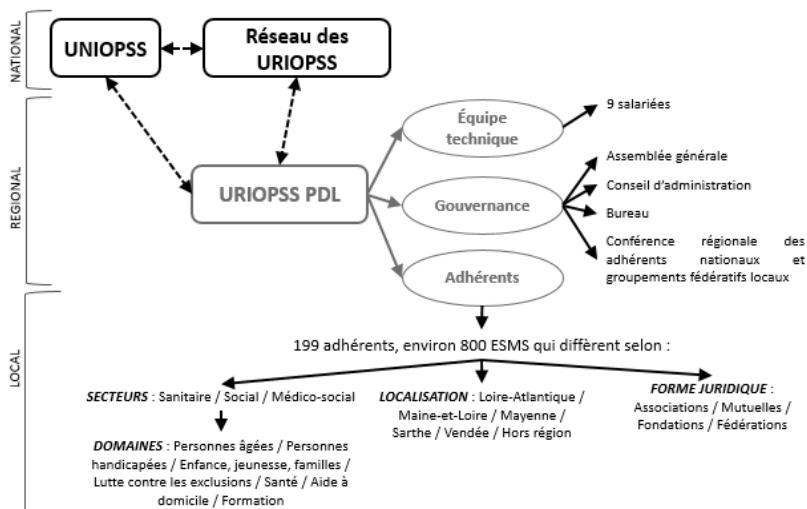 NATIONAL
UNIOPSS
Réseau des
URIOPSS
REGIONAL
URIOPSS PDL
Équipe
technique
9 salariées
Gouvernance
Assemblée générale
Conseil d'administration
Bureau
Conférence régionale des
adhérents nationaux et
groupements fédératifs locaux
Adhérents
LOCAL
199 adhérents, environ 800 ESMS qui diffèrent selon :
SECTEURS : Sanitaire / Social / Médico-social
DOMAINES : Personnes âgées / Personnes
handicapées / Enfance, jeunesse, familles /
Lutte contre les exclusions / Santé / Aide à
domicile / Formation
LOCALISATION : Loire-Atlantique /
Maine-et-Loire / Mayenne /
Sarthe / Vendée / Hors région
FORME JURIDIQUE :
Associations / Mutuelles /
Fondations / Fédérations